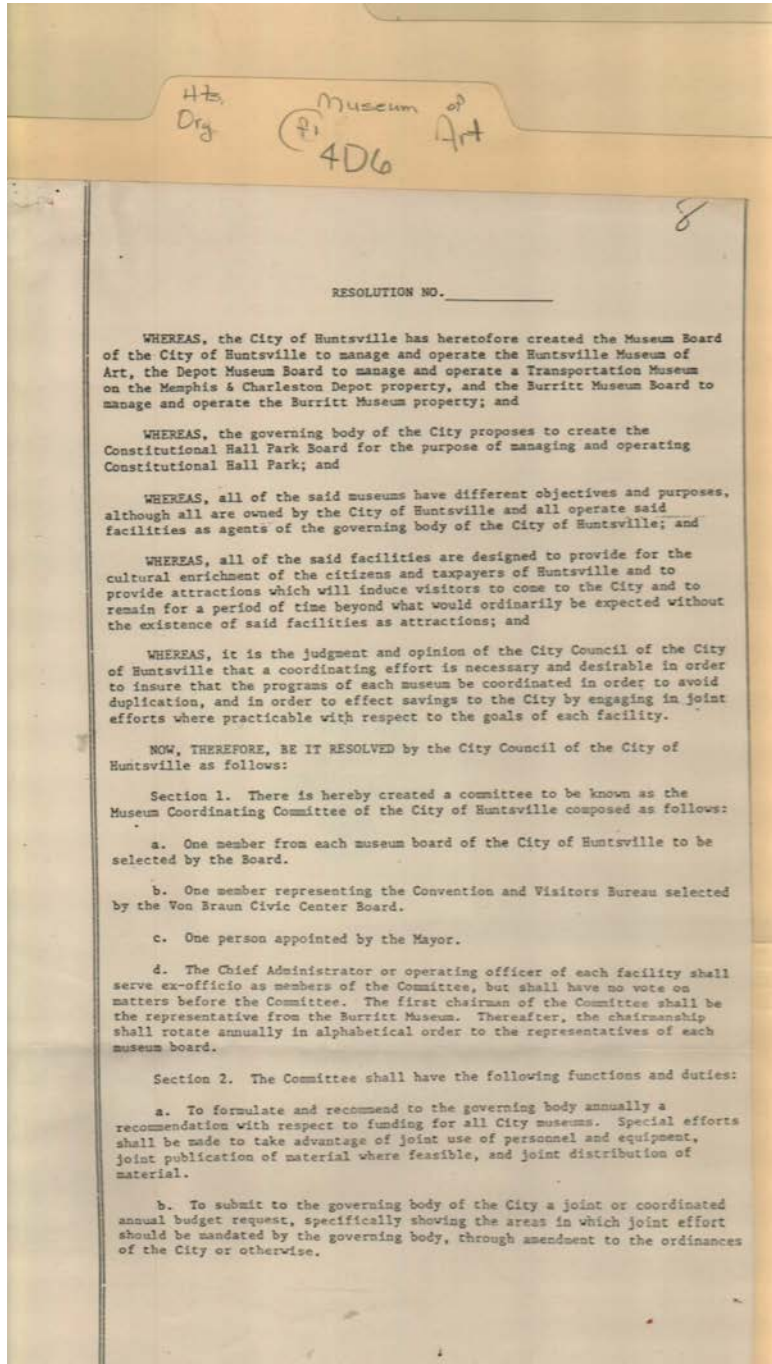 Hts. Museum of
Org. Art
4D6
8
RESOLUTION NO.
WHEREAS, the City of Huntsville has heretofore created the Museum Board
of the City of Huntsville to manage and operate the Huntsville Museum of
Art, the Depot Museum Board to manage and operate a Transportation Museum
on the Memphis & Charleston Depot property, and the Burritt Museum Board to
manage and operate the Burritt Museum property; and
WHEREAS, the governing body of the City proposes to create the
Constitutional Hall Park Board for the purpose of managing and operating
Constitutional Hall Park; and
WHEREAS, all of the said museums have different objectives and purposes,
although all are owned by the City of Huntsville and all operate said
facilities as agents of the governing body of the City of Huntsville; and
WHEREAS, all of the said facilities are designed to provide for the
cultural enrichment of the citizens and taxpayers of Huntsville and to
provide attractions which will induce visitors to come to the City and to
remain for a period of time beyond what would ordinarily be expected without
the existence of said facilities as attractions; and
WHEREAS, it is the judgment and opinion of the City Council of the City
of Huntsville that a coordinating effort is necessary and desirable in order
to insure that the programs of each museum be coordinated in order to avoid
duplication, and in order to effect savings to the City by engaging in joint
efforts where practicable with respect to the goals of each facility.
NOW, THEREFORE, BE IT RESOLVED by the City Council of the City of
Huntsville as follows:
Section 1. There is hereby created a committee to be known as the
Museum Coordinating Committee of the City of Huntsville composed as follows:
a. One member from each museum board of the City of Huntsville to be
selected by the Board.
b. One member representing the Convention and Visitors Bureau selected
by the Von Braun Civic Center Board.
c. One person appointed by the Mayor.
d. The Chief Administrator or operating officer of each facility shall
serve ex-officio as members of the Committee, but shall have no vote on
matters before the Committee. The first chairman of the Committee shall be
the representative from the Burritt Museum. Thereafter, the chairmanship
shall rotate annually in alphabetical order to the representatives of each
museum board.
Section 2. The Committee shall have the following functions and duties:
a. To formulate and recommend to the governing body annually a
recommendation with respect to funding for all City museums. Special efforts
shall be made to take advantage of joint use of personnel and equipment,
joint publication of material where feasible, and joint distribution of
material.
b. To submit to the governing body of the City a joint or coordinated
annual budget request, specifically showing the areas in which joint effort
should be mandated by the governing body, through amendment to the ordinances
of the City or otherwise.